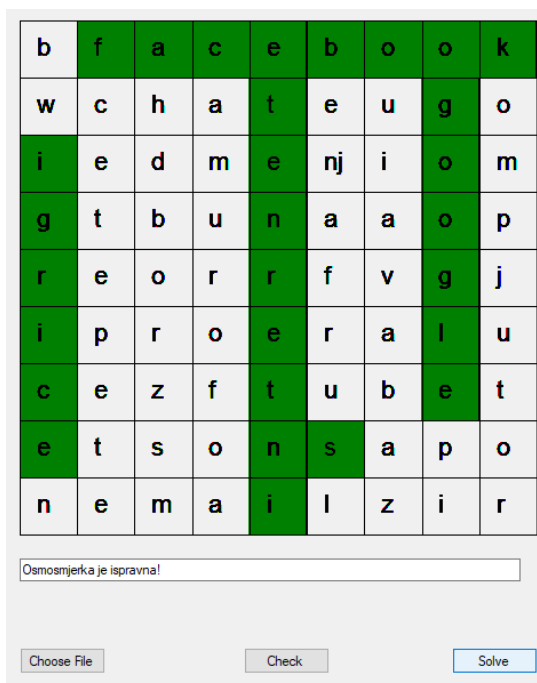 b f a c e b o o k
w c h a t e u g o
i e d m e nj i o m
g t b u n a a o p
r e o r r f v g j
i p r o e r a l u
c e z f t u b e t
e t s o n s a p o
n e m a i l z i r
Osmosmjerka je ispravna!
Choose File Check Solve